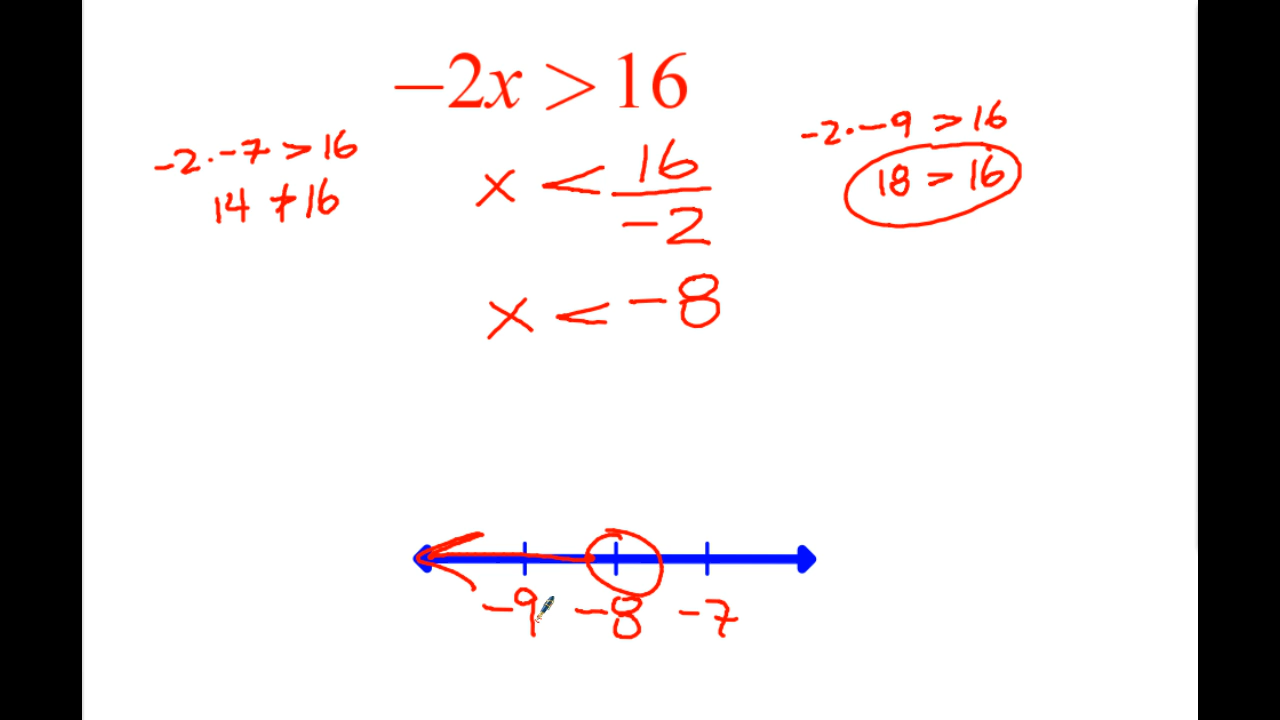 −2x > 16
-2·-7 > 16
14 ≯ 16
x < 16/-2
x < -8
-2·-9 > 16
18 > 16
-9 -8 -7